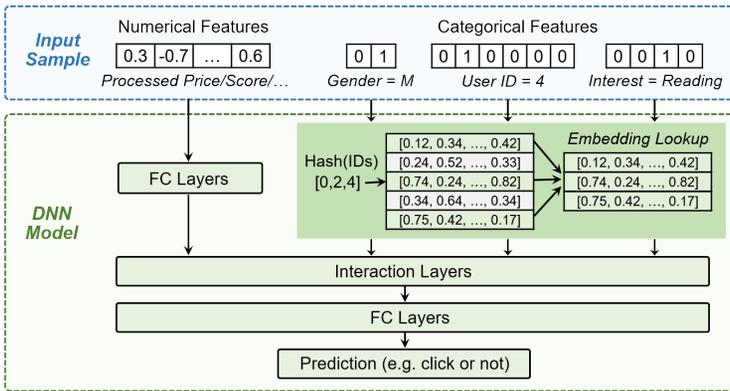 Input
Sample
Numerical Features
Categorical Features
0.3 -0.7 … 0.6
0 1
0 1 0 0 0 0
0 0 1 0
Processed Price/Score/…
Gender = M
User ID = 4
Interest = Reading
DNN
Model
FC Layers
Hash(IDs)
[0,2,4]
[0.12, 0.34, …, 0.42]
[0.24, 0.52, …, 0.33]
[0.74, 0.24, …, 0.82]
[0.34, 0.64, …, 0.34]
[0.75, 0.42, …, 0.17]
Embedding Lookup
[0.12, 0.34, …, 0.42]
[0.74, 0.24, …, 0.82]
[0.75, 0.42, …, 0.17]
Interaction Layers
FC Layers
Prediction (e.g. click or not)